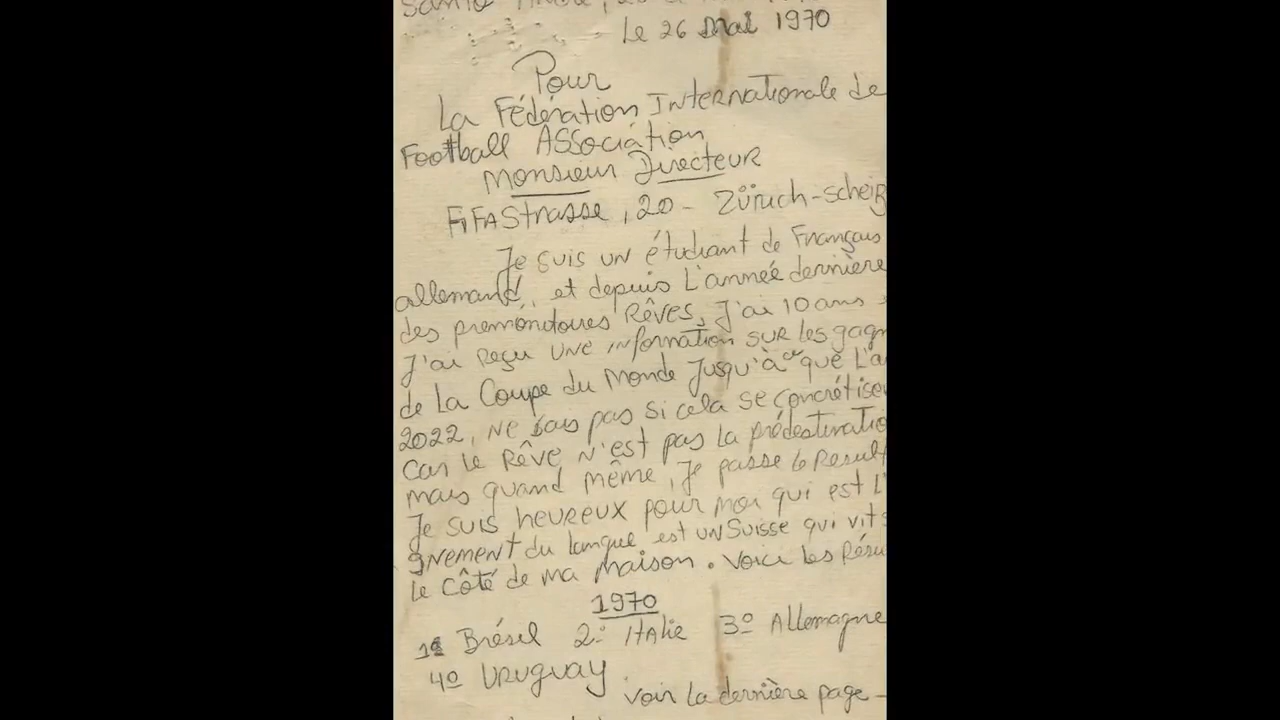 Le 26 Mai 1970
Pour
La Fédération Internationale de
Football Association
Monsieur Directeur
FiFAStrasse, 20 - Zürich-scheig
Je suis un étudiant de Français
allemand, et depuis L'année dernière
des premonitoires Rêves, J'ai 10 ans
J'ai reçu une information sur les gagn
de La Coupe du Monde Jusqu'à ce que L'a
2022, Ne sais pas si cela se concrétise
Car Le Rêve n'est pas la prédestinatio
mais quand même, Je passe le Result
Je suis heureux pour moi qui est L'
gnement du langue est un Suisse qui vit
le Côté de ma maison. Voici les Résu
1970
1º Brésil 2º Italie 3º Allemagne
4º Uruguay
Voir la dernière page -